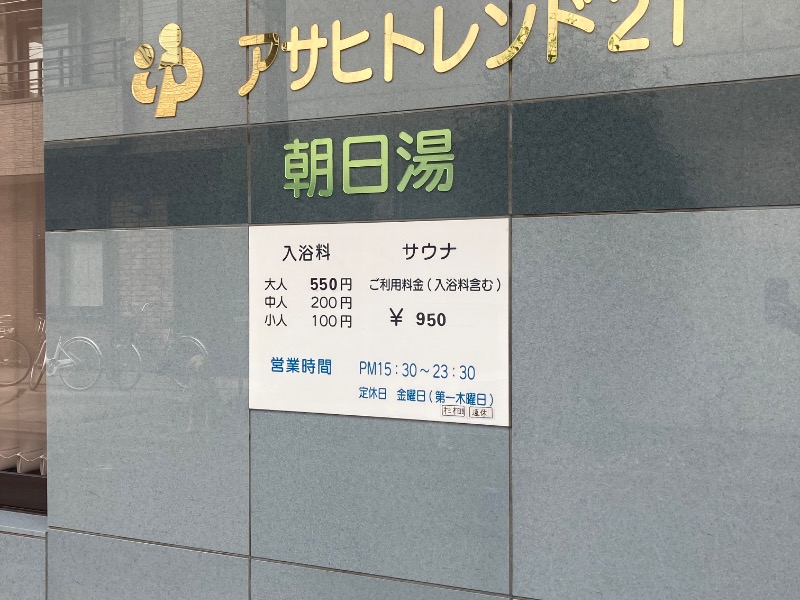 ゆ アサヒトレンド21
朝日湯
入浴料 サウナ
大人 550円 ご利用料金(入浴料含む)
中人 200円
小人 100円 ¥ 950
営業時間 PM15:30～23:30
定休日 金曜日(第一木曜日)
連休